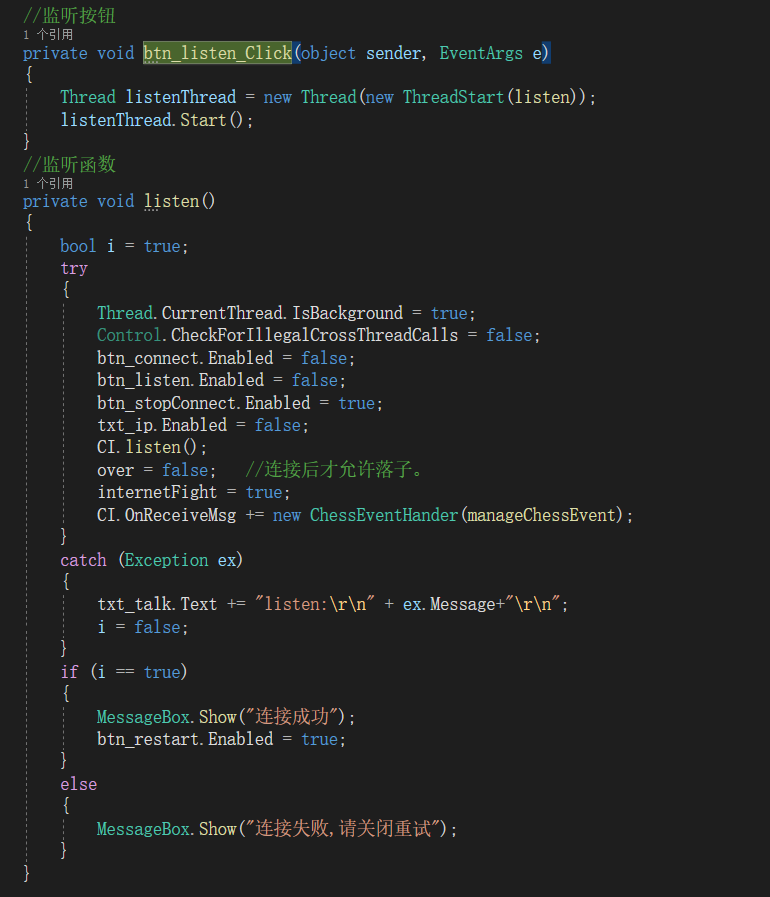 //监听按钮
1 个引用
private void btn_listen_Click(object sender, EventArgs e)
{
    Thread listenThread = new Thread(new ThreadStart(listen));
    listenThread.Start();
}
//监听函数
1 个引用
private void listen()
{
    bool i = true;
    try
    {
        Thread.CurrentThread.IsBackground = true;
        Control.CheckForIllegalCrossThreadCalls = false;
        btn_connect.Enabled = false;
        btn_listen.Enabled = false;
        btn_stopConnect.Enabled = true;
        txt_ip.Enabled = false;
        CI.listen();
        over = false;   //连接后才允许落子。
        internetFight = true;
        CI.OnReceiveMsg += new ChessEventHander(manageChessEvent);
    }
    catch (Exception ex)
    {
        txt_talk.Text += "listen:\r\n" + ex.Message+"\r\n";
        i = false;
    }
    if (i == true)
    {
        MessageBox.Show("连接成功");
        btn_restart.Enabled = true;
    }
    else
    {
        MessageBox.Show("连接失败,请关闭重试");
    }
}